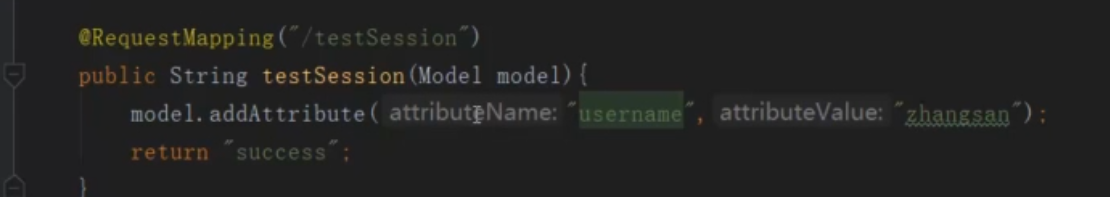 @RequestMapping("/testSession")
public String testSession(Model model){
model.addAttribute( attributeName: "username", attributeValue: "zhangsan");
return "success";
}